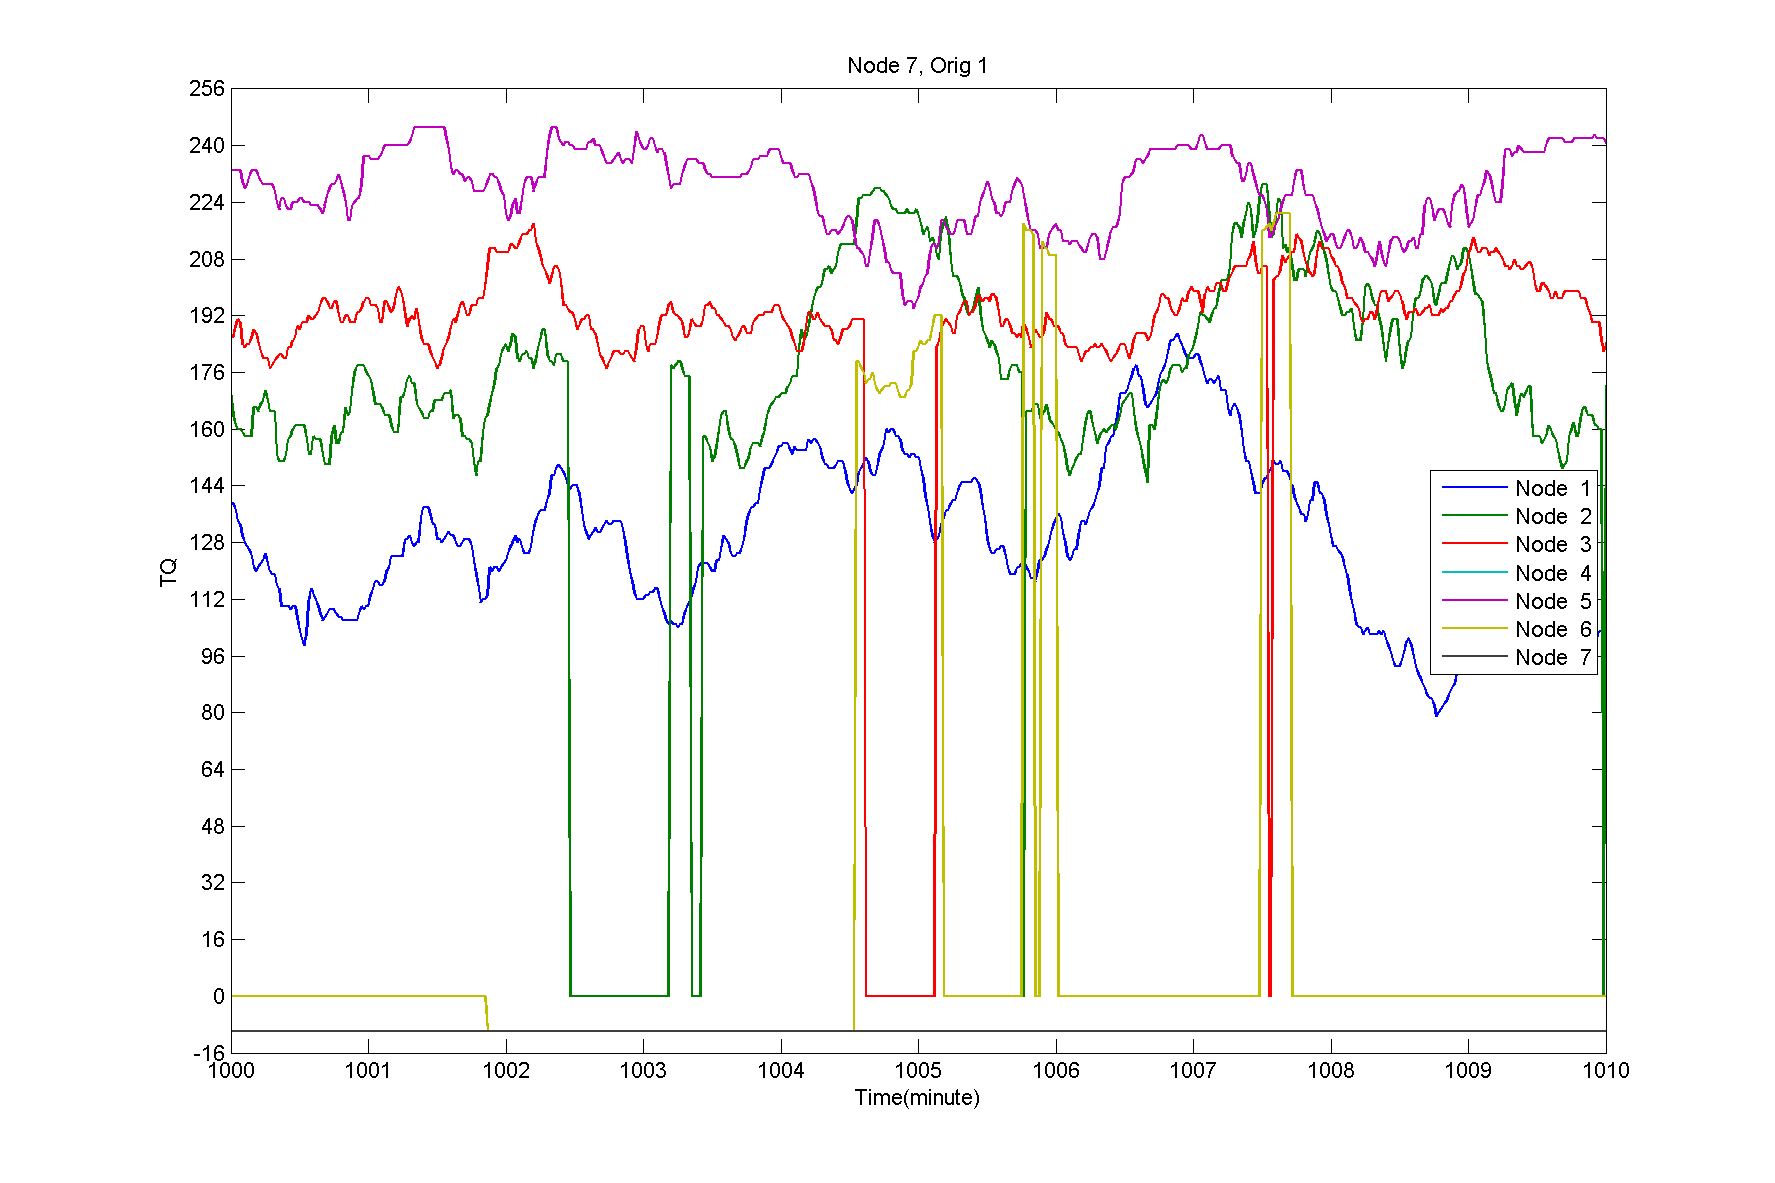 Node 7, Orig 1
256
240
224
208
192
176
160
144
128
112
96
80
64
48
32
16
0
-16
TQ
Node 1
Node 2
Node 3
Node 4
Node 5
Node 6
Node 7
1000 1001 1002 1003 1004 1005 1006 1007 1008 1009 1010
Time(minute)